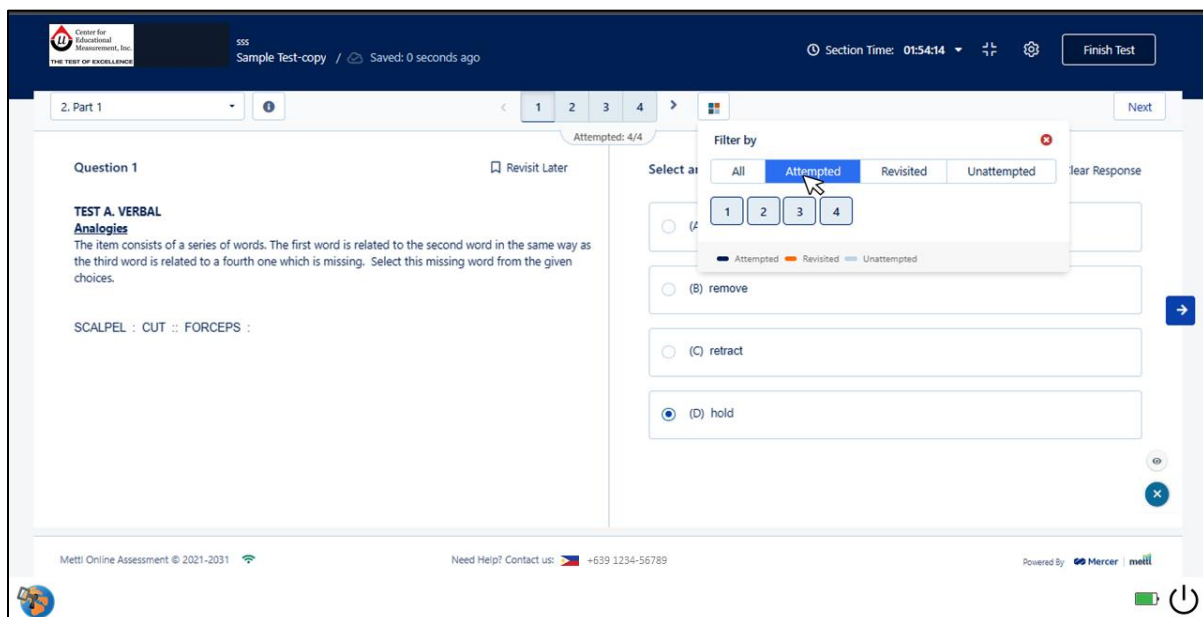 Center for
Educational
Measurement, Inc.
THE TEST OF EXCELLENCE
sss
Sample Test-copy / Saved: 0 seconds ago
Section Time: 01:54:14
Finish Test
2. Part 1
1 2 3 4
Next
Attempted: 4/4
Filter by
All Attempted Revisited Unattempted
1 2 3 4
Attempted Revisited Unattempted
Question 1
Revisit Later
TEST A. VERBAL
Analogies
The item consists of a series of words. The first word is related to the second word in the same way as
the third word is related to a fourth one which is missing. Select this missing word from the given
choices.
SCALPEL : CUT :: FORCEPS :
Select
Response
(B) remove
(C) retract
(D) hold
Mettl Online Assessment © 2021-2031
Need Help? Contact us: +639 1234-56789
Powered By Mercer | mettl